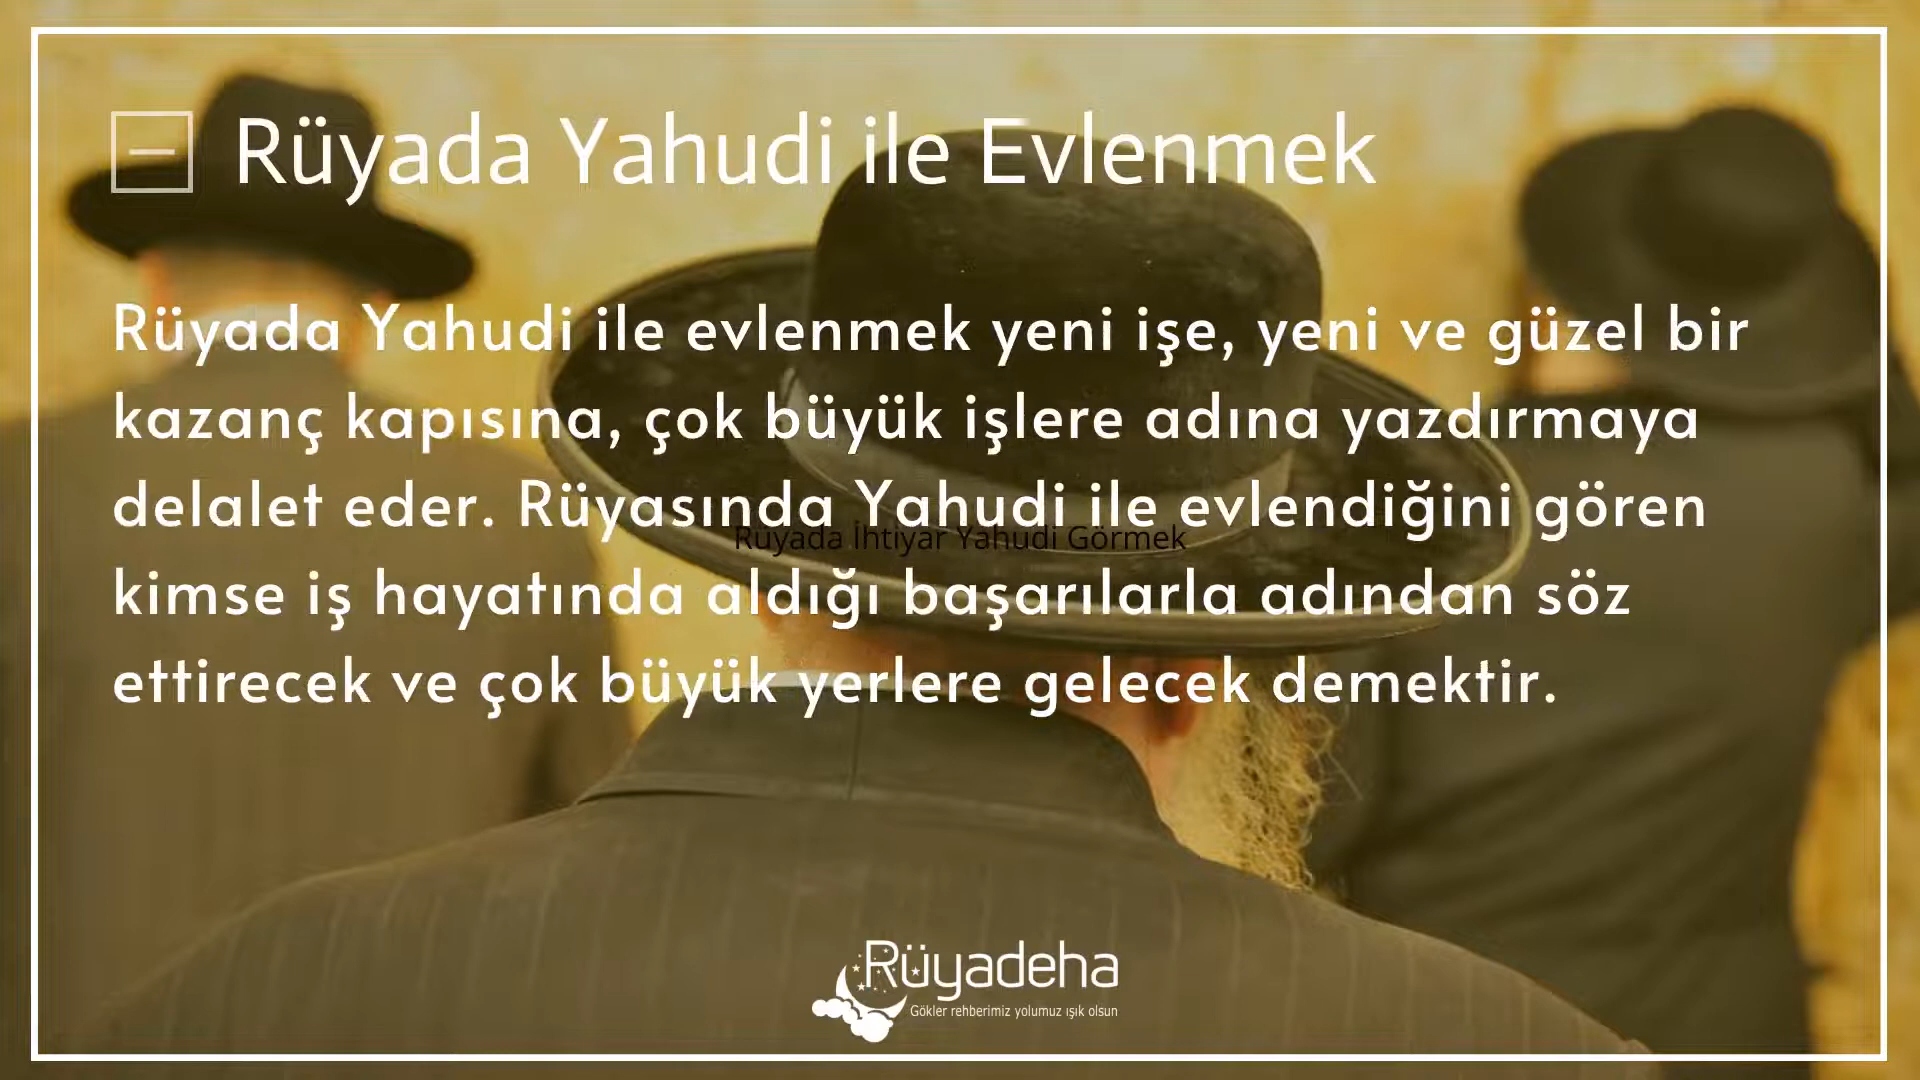 Rüyada Yahudi ile Evlenmek
Rüyada Yahudi ile evlenmek yeni işe, yeni ve güzel bir
kazanç kapısına, çok büyük işlere adına yazdırmaya
delalet eder. Rüyasında Yahudi ile evlendiğini gören
Rüyada İhtiyar Yahudi Görmek
kimse iş hayatında aldığı başarılarla adından söz
ettirecek ve çok büyük yerlere gelecek demektir.
Rüyadeha
Gökler rehberimiz yolumuz ışık olsun